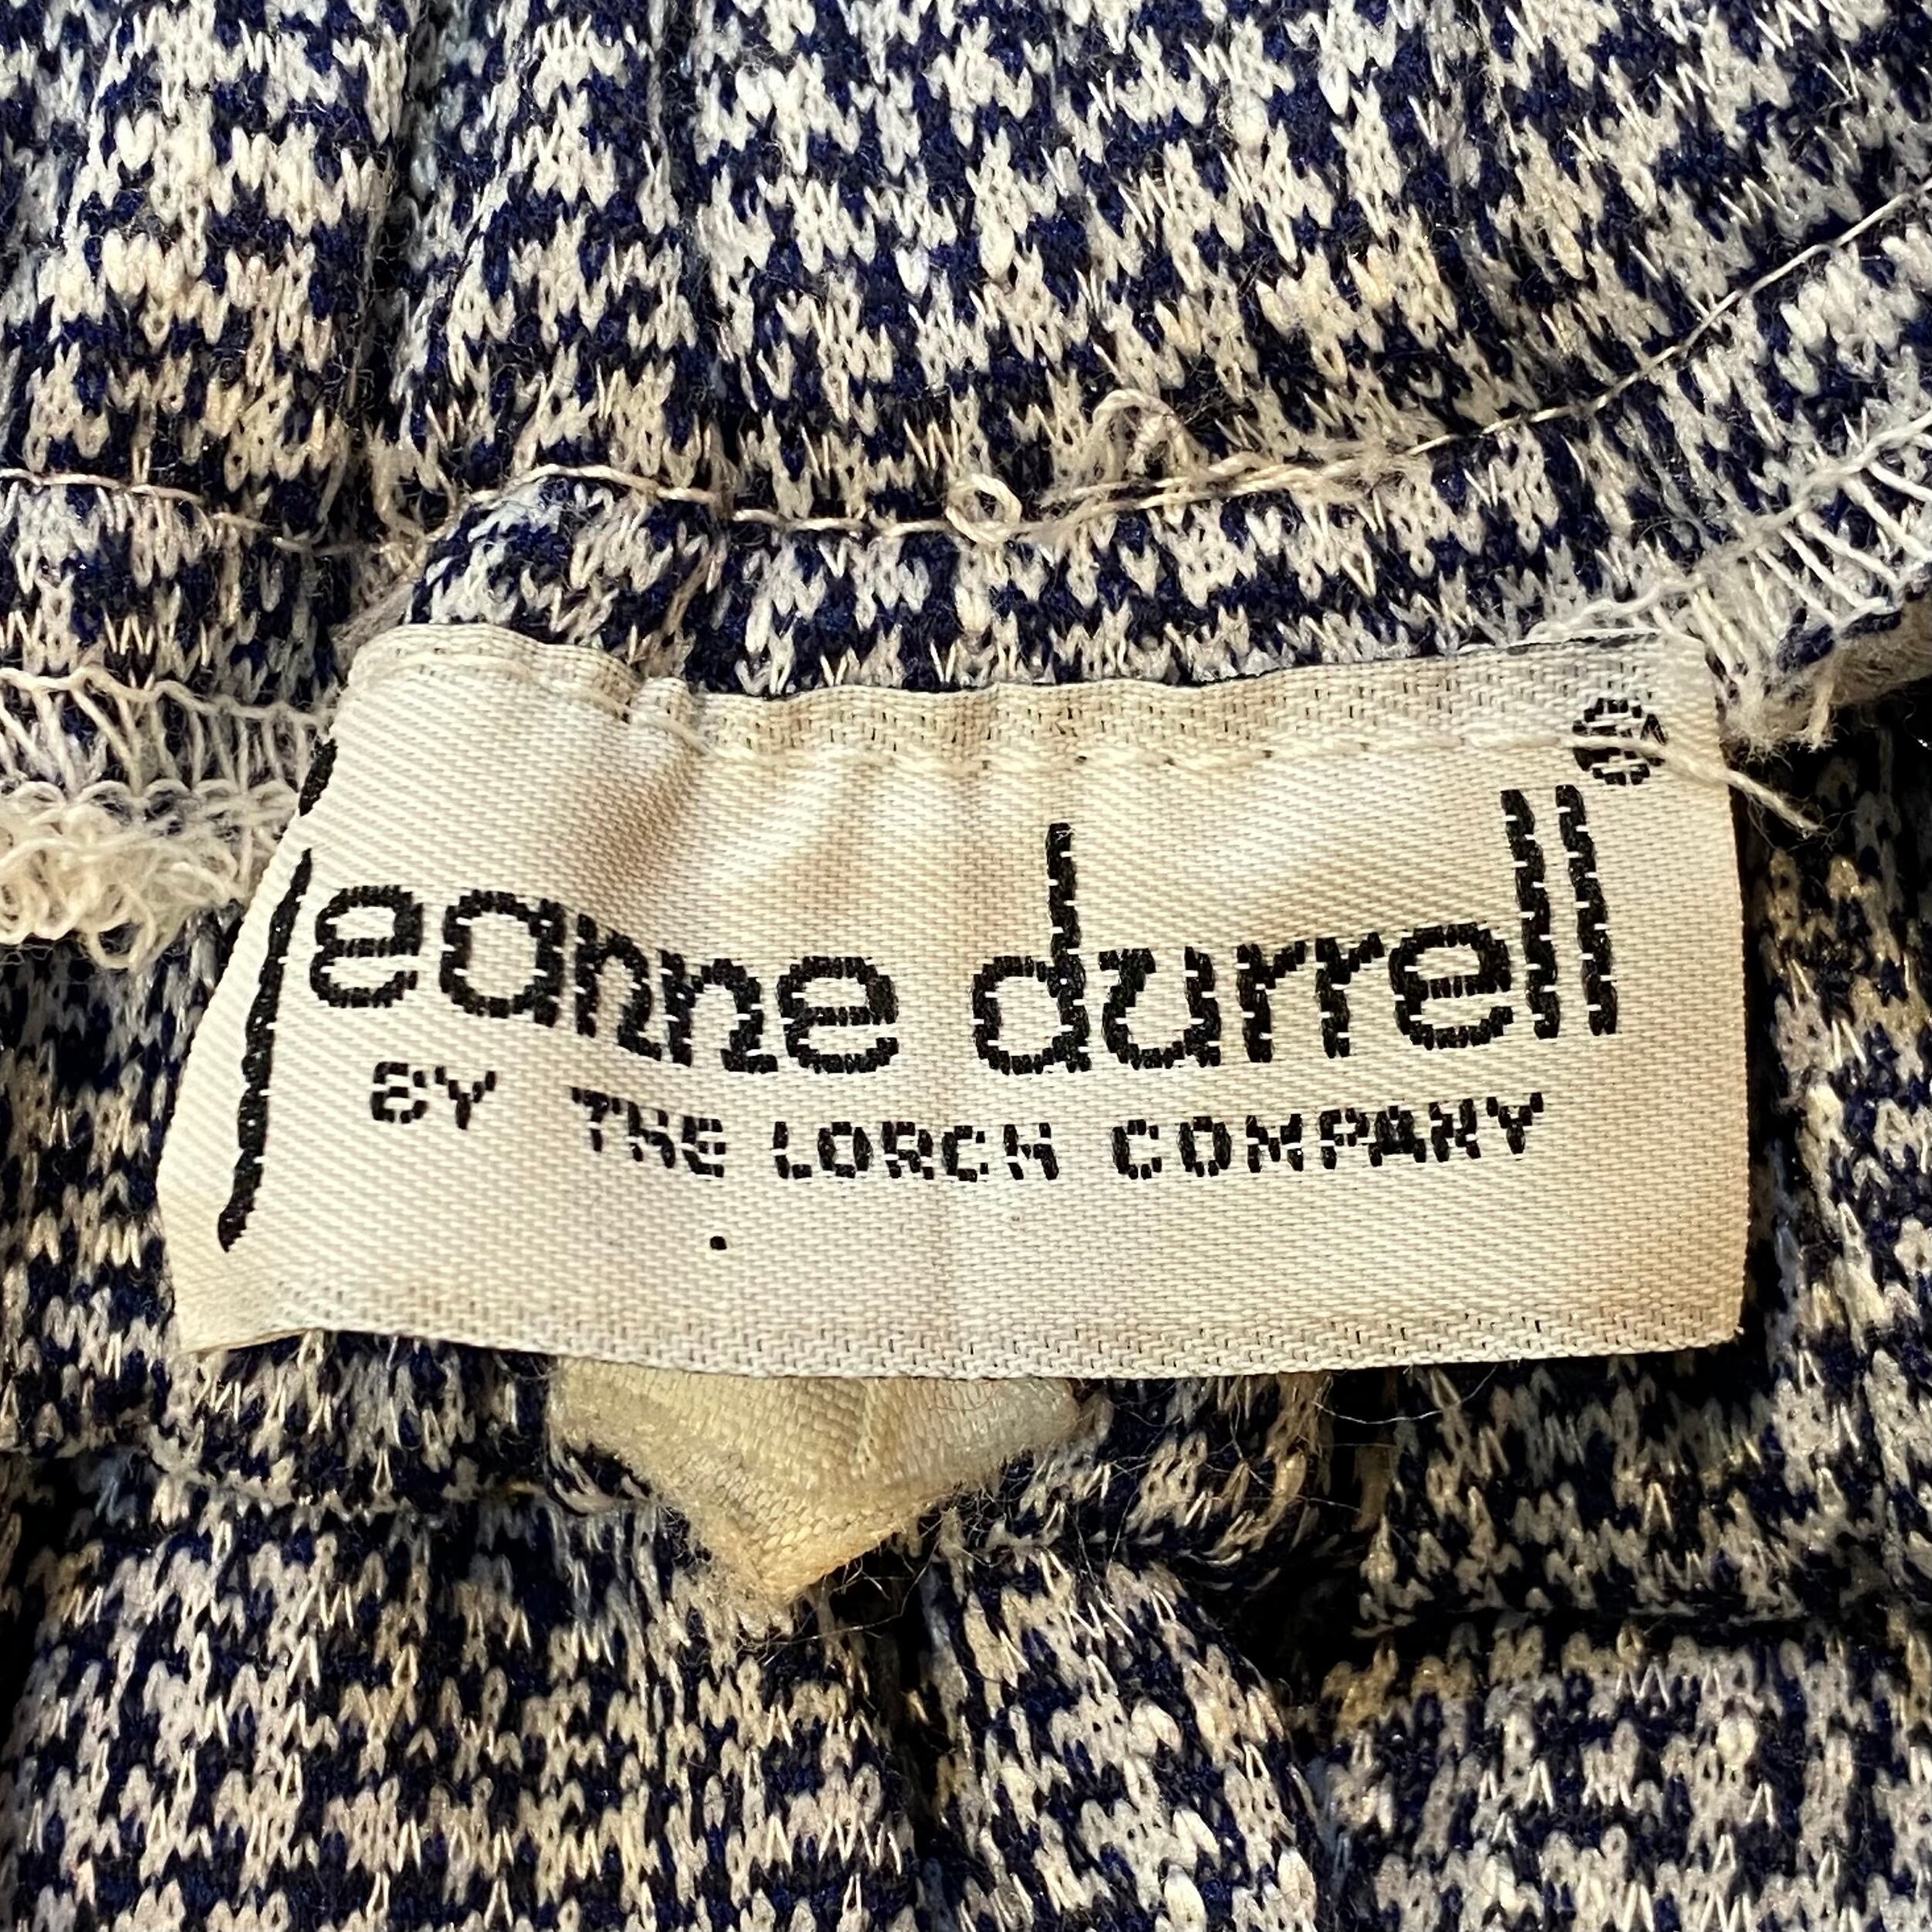 jeanne durrell®
BY THE LORCH COMPANY